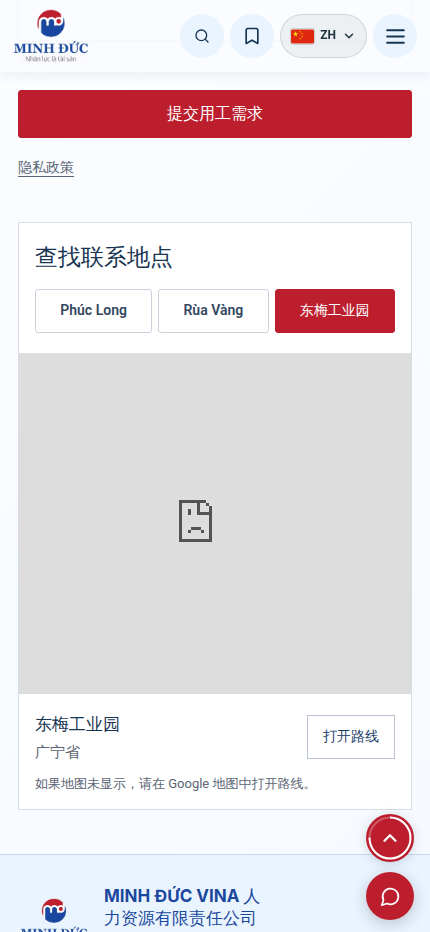 MINH ĐỨC
Nhân lực là tài sản
ZH
提交用工需求
隐私政策
查找联系地点
Phúc Long
Rùa Vàng
东梅工业园
东梅工业园
广宁省
打开路线
如果地图未显示，请在 Google 地图中打开路线。
MINH ĐỨC VINA 人
力资源有限责任公司
MINH ĐỨC